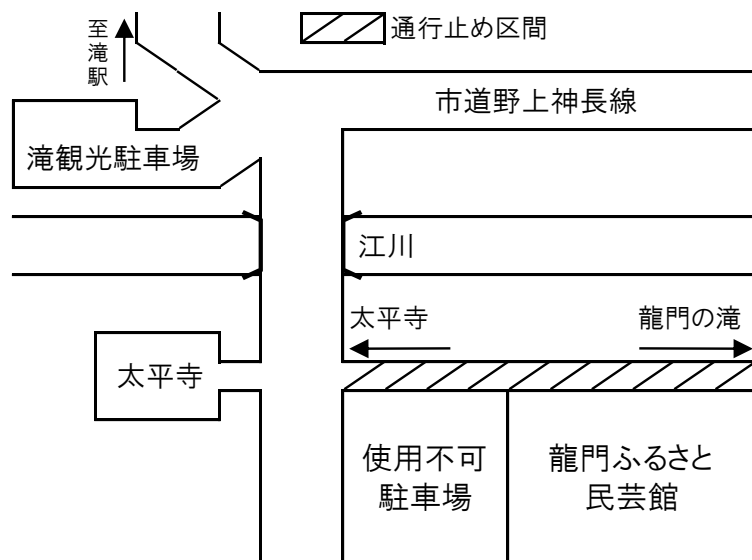 至滝駅
通行止め区間
市道野上神長線
滝観光駐車場
江川
太平寺
龍門の滝
太平寺
使用不可
駐車場
龍門ふるさと
民芸館